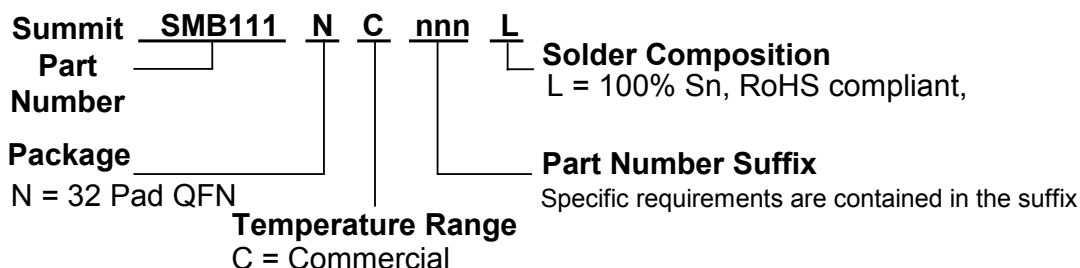 Summit SMB111 N C nnn L
Part
Number
Solder Composition
L = 100% Sn, RoHS compliant,
Package
N = 32 Pad QFN
Part Number Suffix
Specific requirements are contained in the suffix
Temperature Range
C = Commercial